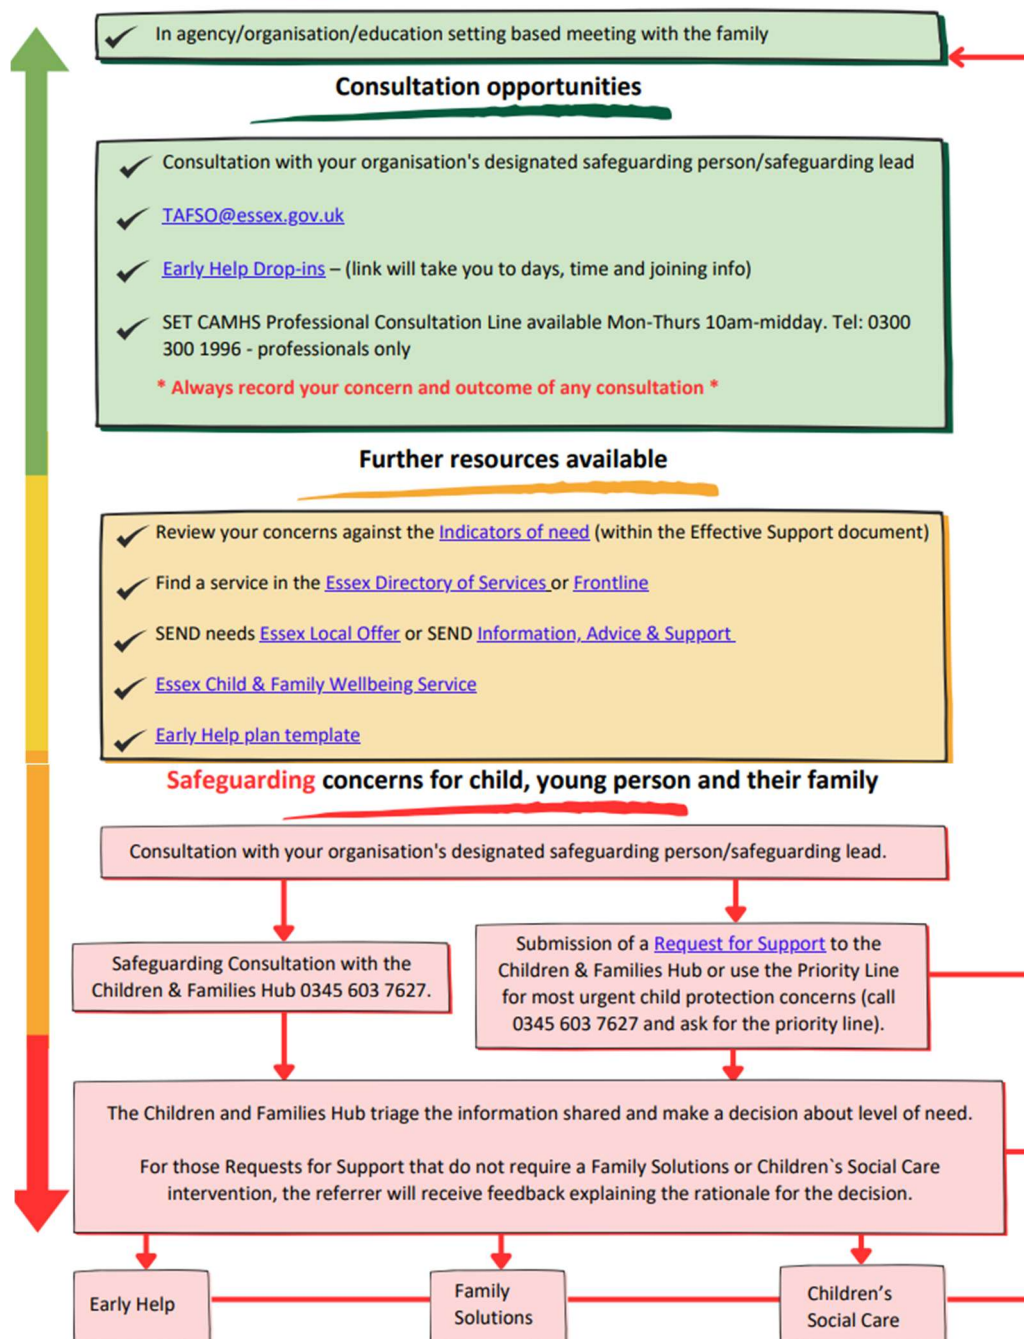 In agency/organisation/education setting based meeting with the family
Consultation opportunities
Consultation with your organisation's designated safeguarding person/safeguarding lead
TAFSO@essex.gov.uk
Early Help Drop-ins – (link will take you to days, time and joining info)
SET CAMHS Professional Consultation Line available Mon-Thurs 10am-midday. Tel: 0300
300 1996 - professionals only
* Always record your concern and outcome of any consultation *
Further resources available
Review your concerns against the Indicators of need (within the Effective Support document)
Find a service in the Essex Directory of Services or Frontline
SEND needs Essex Local Offer or SEND Information, Advice & Support
Essex Child & Family Wellbeing Service
Early Help plan template
Safeguarding concerns for child, young person and their family
Consultation with your organisation's designated safeguarding person/safeguarding lead.
Safeguarding Consultation with the
Children & Families Hub 0345 603 7627.
Submission of a Request for Support to the
Children & Families Hub or use the Priority Line
for most urgent child protection concerns (call
0345 603 7627 and ask for the priority line).
The Children and Families Hub triage the information shared and make a decision about level of need.
For those Requests for Support that do not require a Family Solutions or Children`s Social Care
intervention, the referrer will receive feedback explaining the rationale for the decision.
Early Help
Family
Solutions
Children's
Social Care